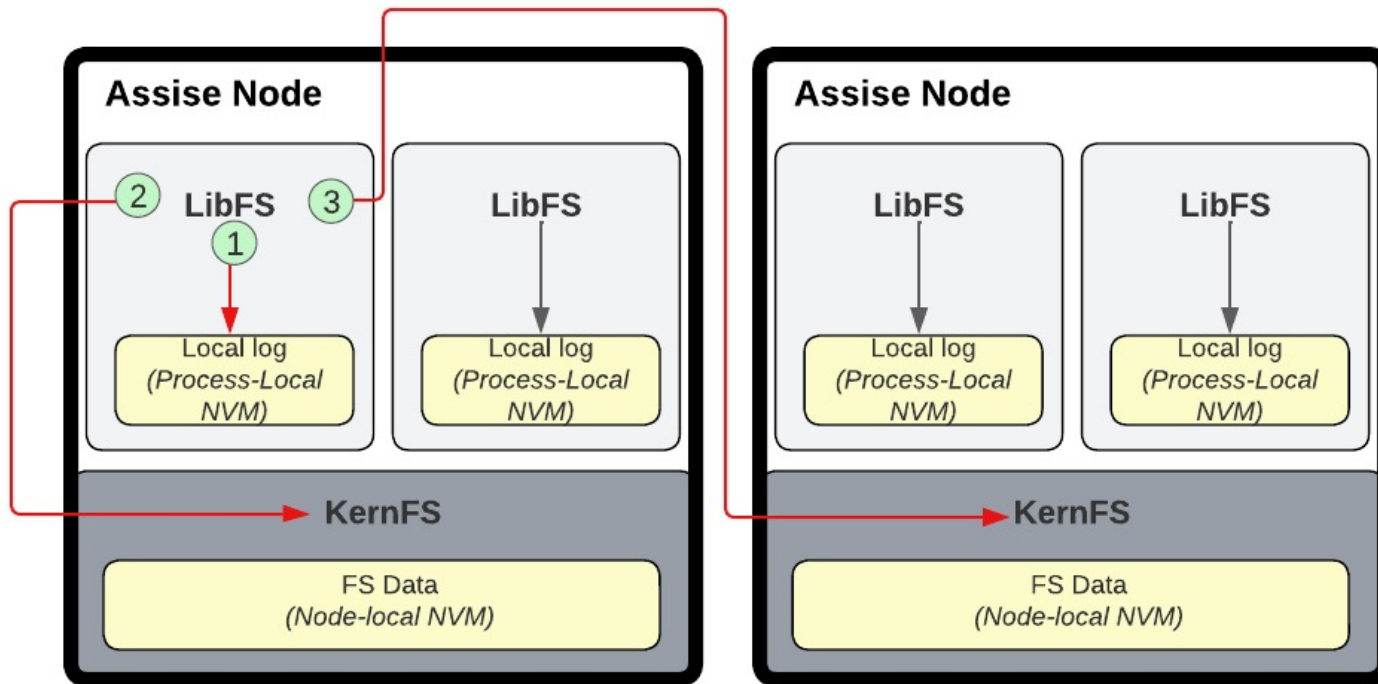 Assise Node
2
LibFS
3
1
Local log
(Process-Local
NVM)
LibFS
Local log
(Process-Local
NVM)
KernFS
FS Data
(Node-local NVM)
Assise Node
LibFS
Local log
(Process-Local
NVM)
LibFS
Local log
(Process-Local
NVM)
KernFS
FS Data
(Node-local NVM)